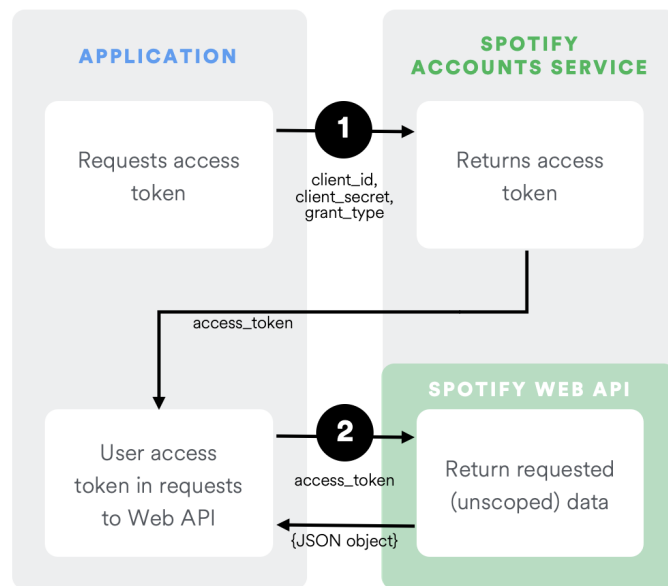 APPLICATION
SPOTIFY
ACCOUNTS SERVICE
Requests access
token
1
client_id,
client_secret,
grant_type
Returns access
token
access_token
SPOTIFY WEB API
User access
token in requests
to Web API
2
access_token
{JSON object}
Return requested
(unscoped) data